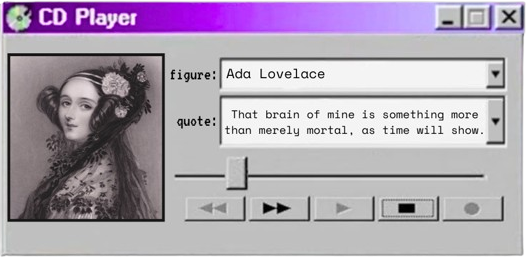 CD Player
figure: Ada Lovelace
quote: That brain of mine is something more
than merely mortal, as time will show.